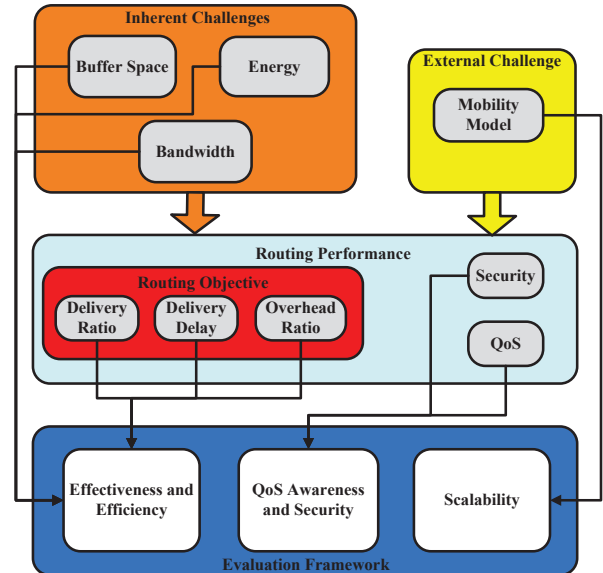 Inherent Challenges
Buffer Space
Energy
Bandwidth
External Challenge
Mobility
Model
Routing Performance
Routing Objective
Delivery
Ratio
Delivery
Delay
Overhead
Ratio
Security
QoS
Effectiveness and
Efficiency
QoS Awareness
and Security
Scalability
Evaluation Framework